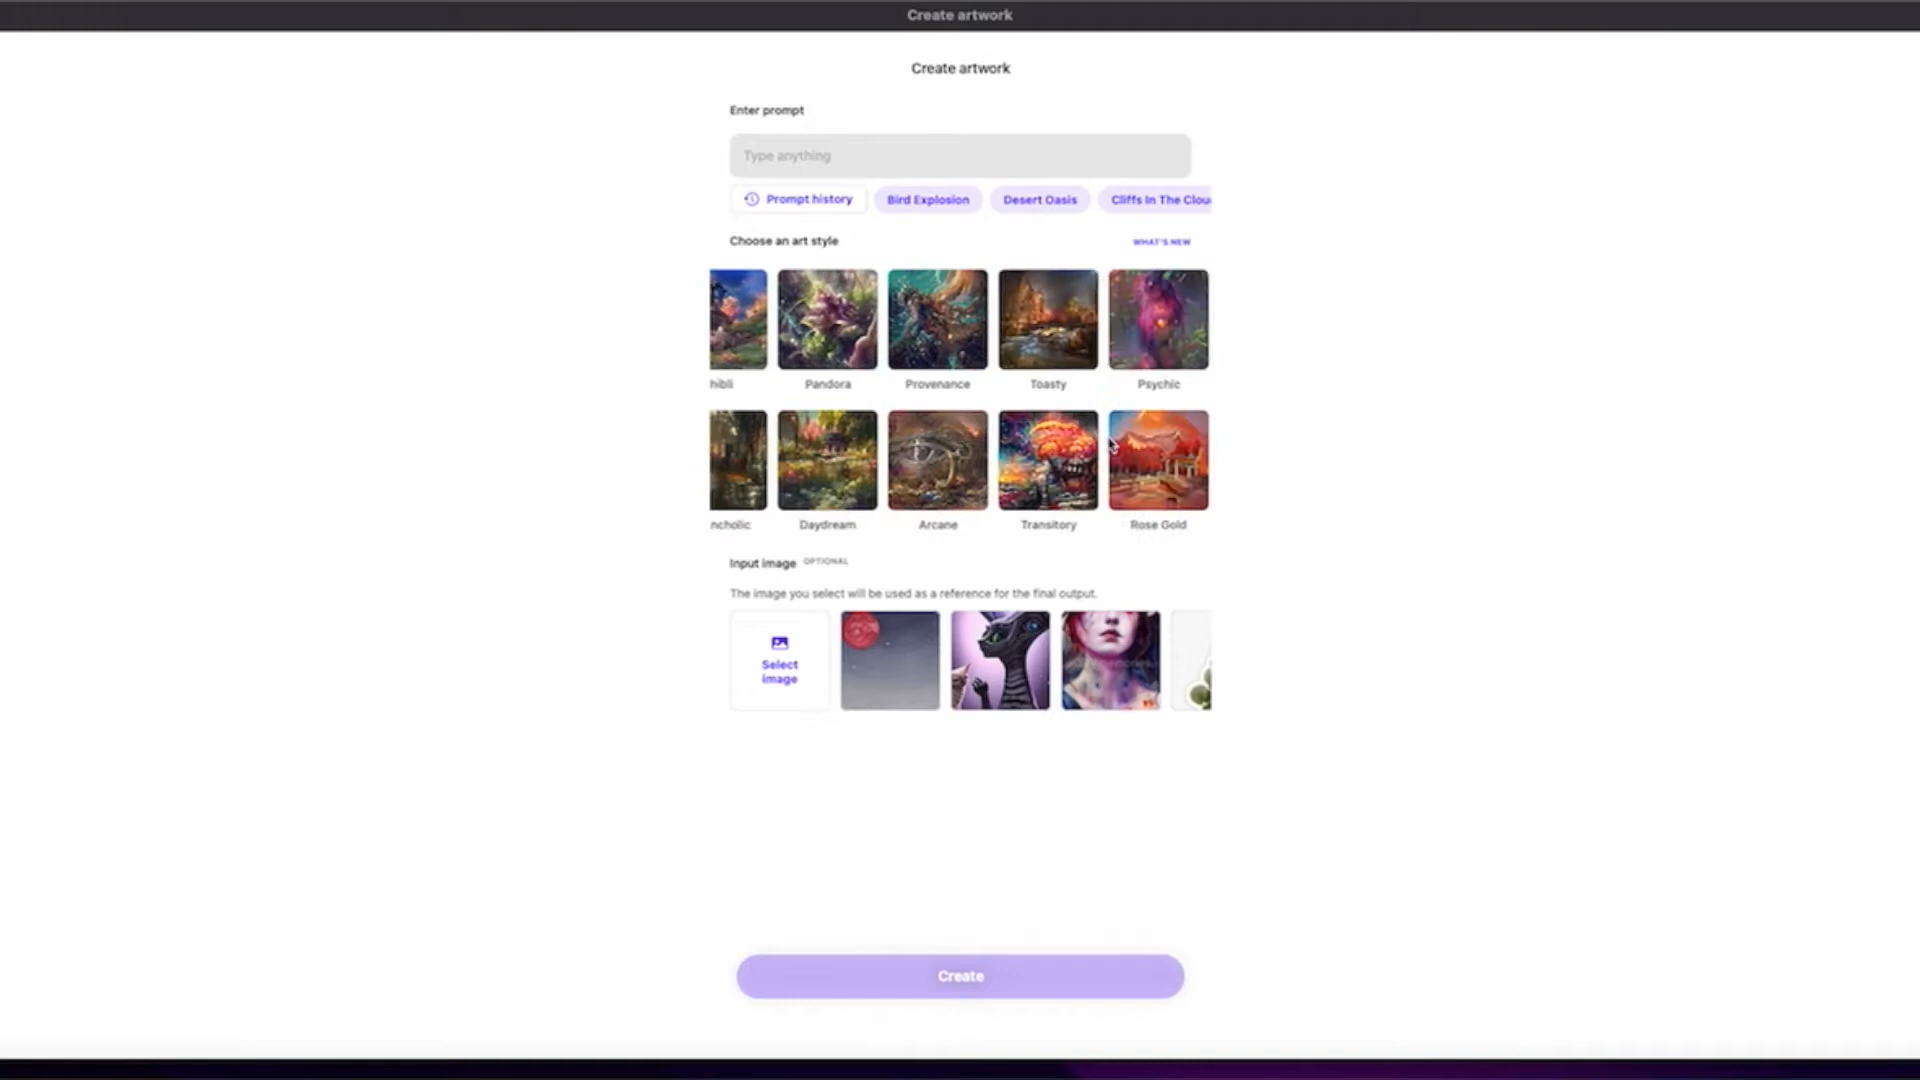 Create artwork
Create artwork
Enter prompt
Type anything
Prompt history
Bird Explosion
Desert Oasis
Cliffs In The Clou
Choose an art style
WHAT'S NEW
hibli
Pandora
Provenance
Toasty
Psychic
ncholic
Daydream
Arcane
Transitory
Rose Gold
Input image OPTIONAL
The image you select will be used as a reference for the final output.
Select
image
Create